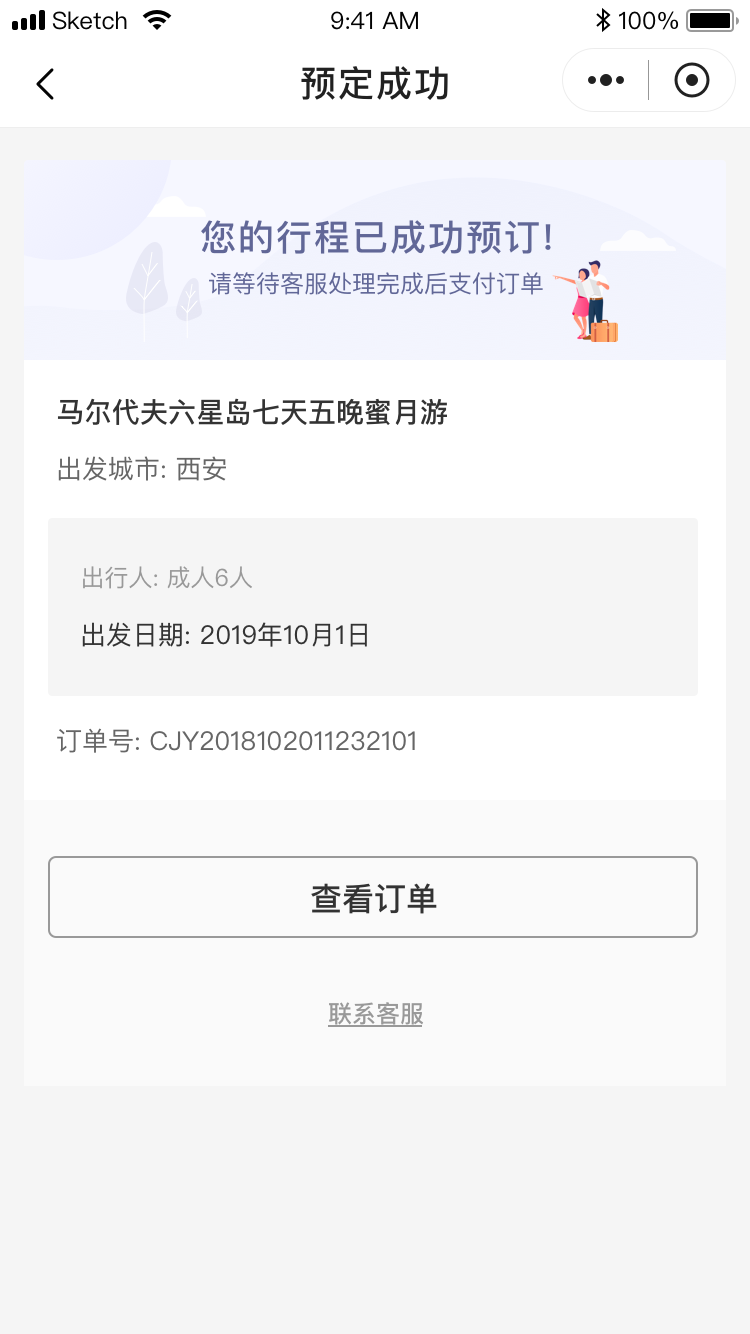 Sketch 9:41 AM 100%
预定成功
您的行程已成功预订!
请等待客服处理完成后支付订单
马尔代夫六星岛七天五晚蜜月游
出发城市: 西安
出行人: 成人6人
出发日期: 2019年10月1日
订单号: CJY2018102011232101
查看订单
联系客服